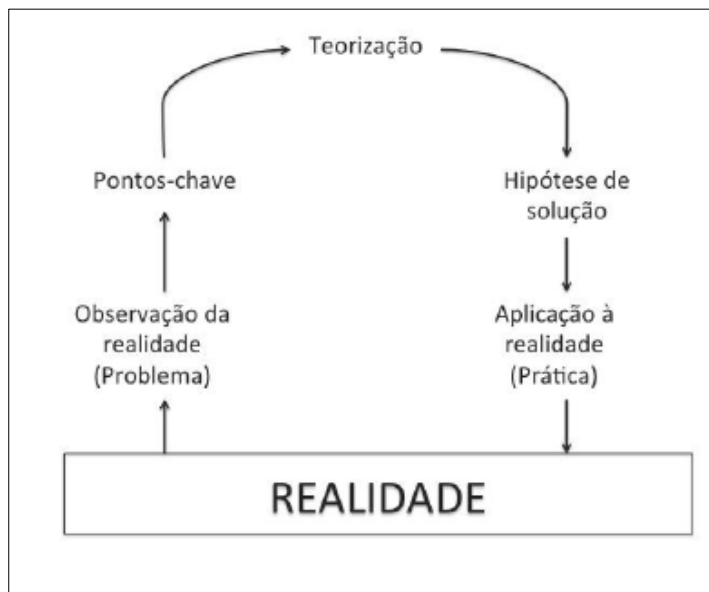 Teorização
Pontos-chave
Hipótese de
solução
Observação da
realidade
(Problema)
Aplicação à
realidade
(Prática)
REALIDADE